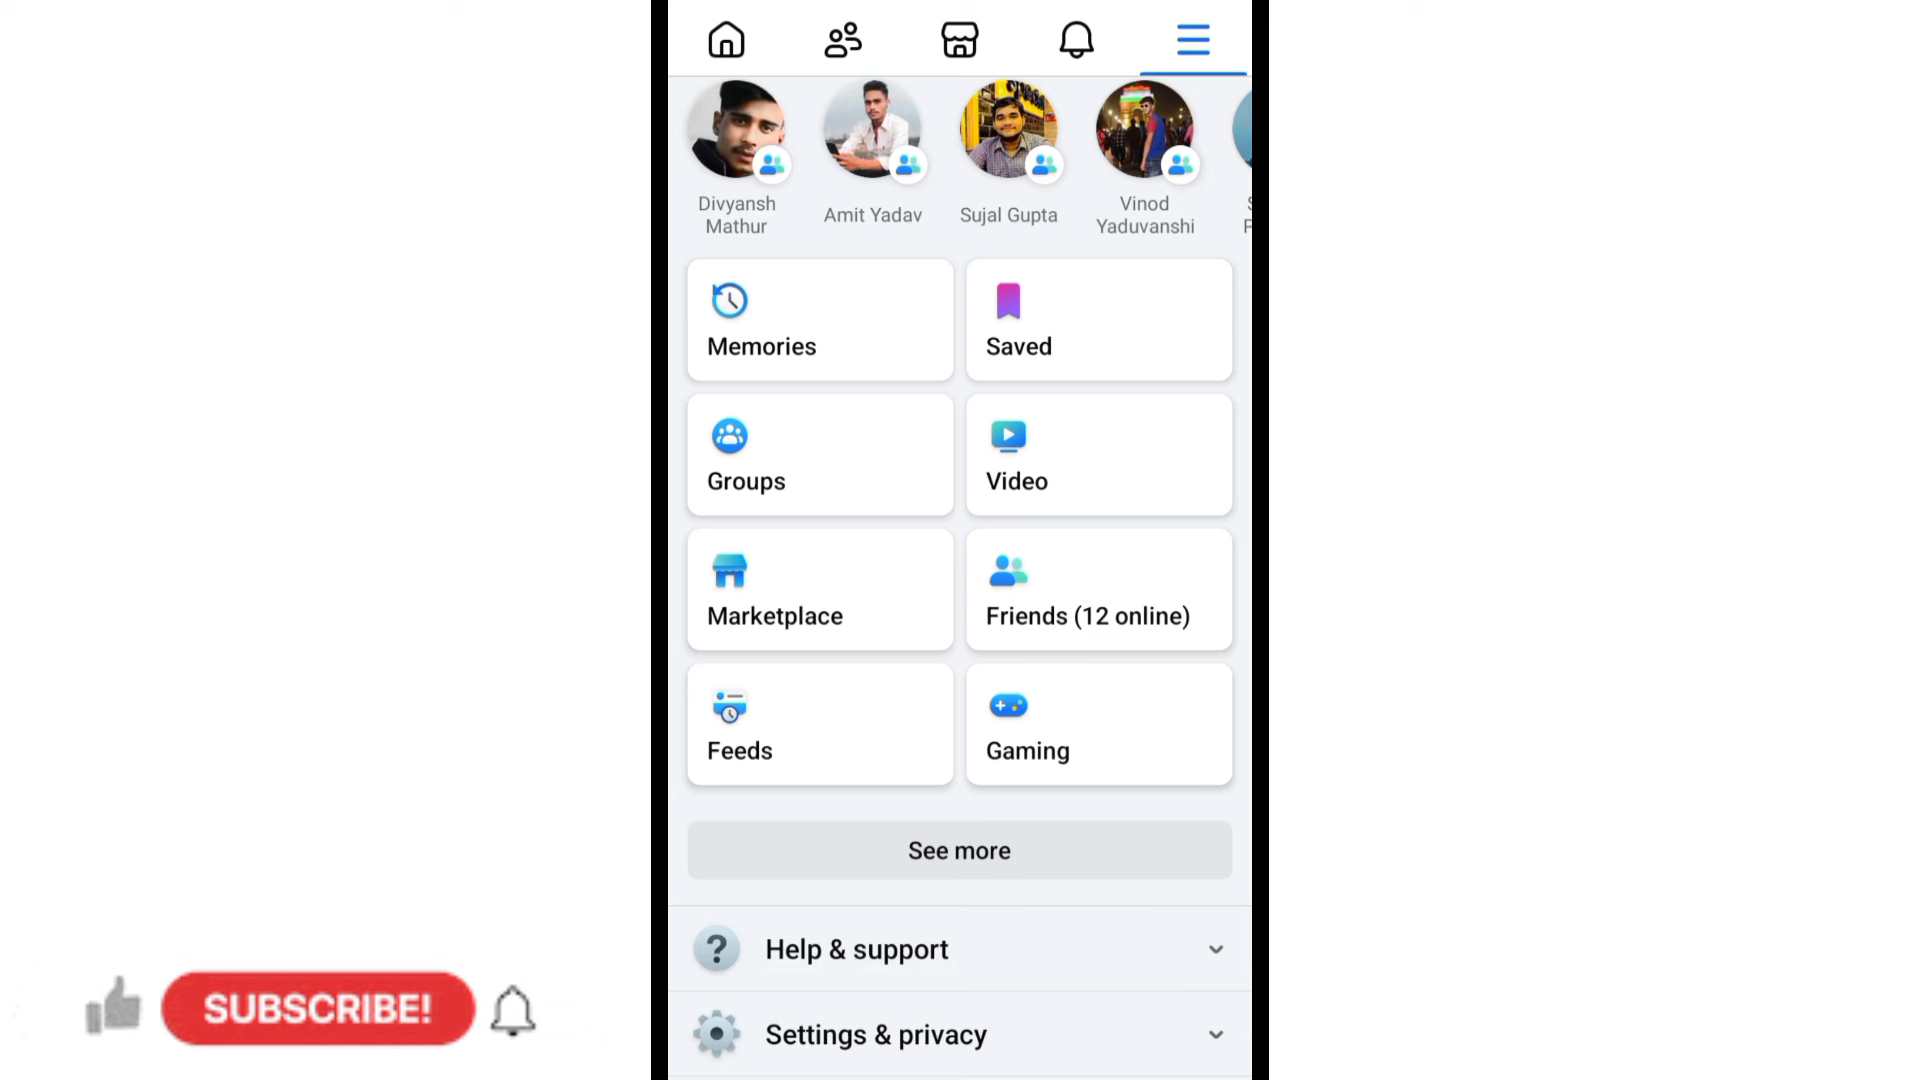 Divyansh
Mathur
Amit Yadav
Sujal Gupta
Vinod
Yaduvanshi
S
P
Memories
Saved
Groups
Video
Marketplace
Friends (12 online)
Feeds
Gaming
See more
Help & support
Settings & privacy
SUBSCRIBE!